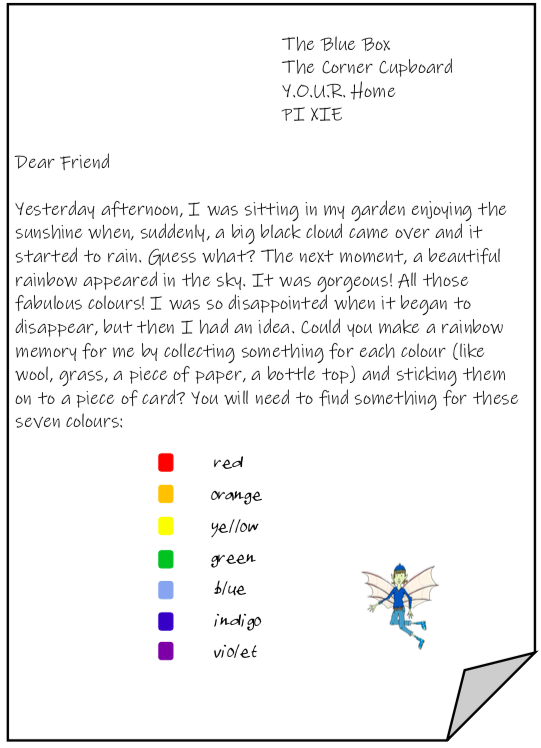 The Blue Box
The Corner Cupboard
Y.O.U.R. Home
PI XIE
Dear Friend
Yesterday afternoon, I was sitting in my garden enjoying the
sunshine when, suddenly, a big black cloud came over and it
started to rain. Guess what? The next moment, a beautiful
rainbow appeared in the sky. It was gorgeous! All those
fabulous colours! I was so disappointed when it began to
disappear, but then I had an idea. Could you make a rainbow
memory for me by collecting something for each colour (like
wool, grass, a piece of paper, a bottle top) and sticking them
on to a piece of card? You will need to find something for these
seven colours:
red
orange
yellow
green
blue
indigo
violet